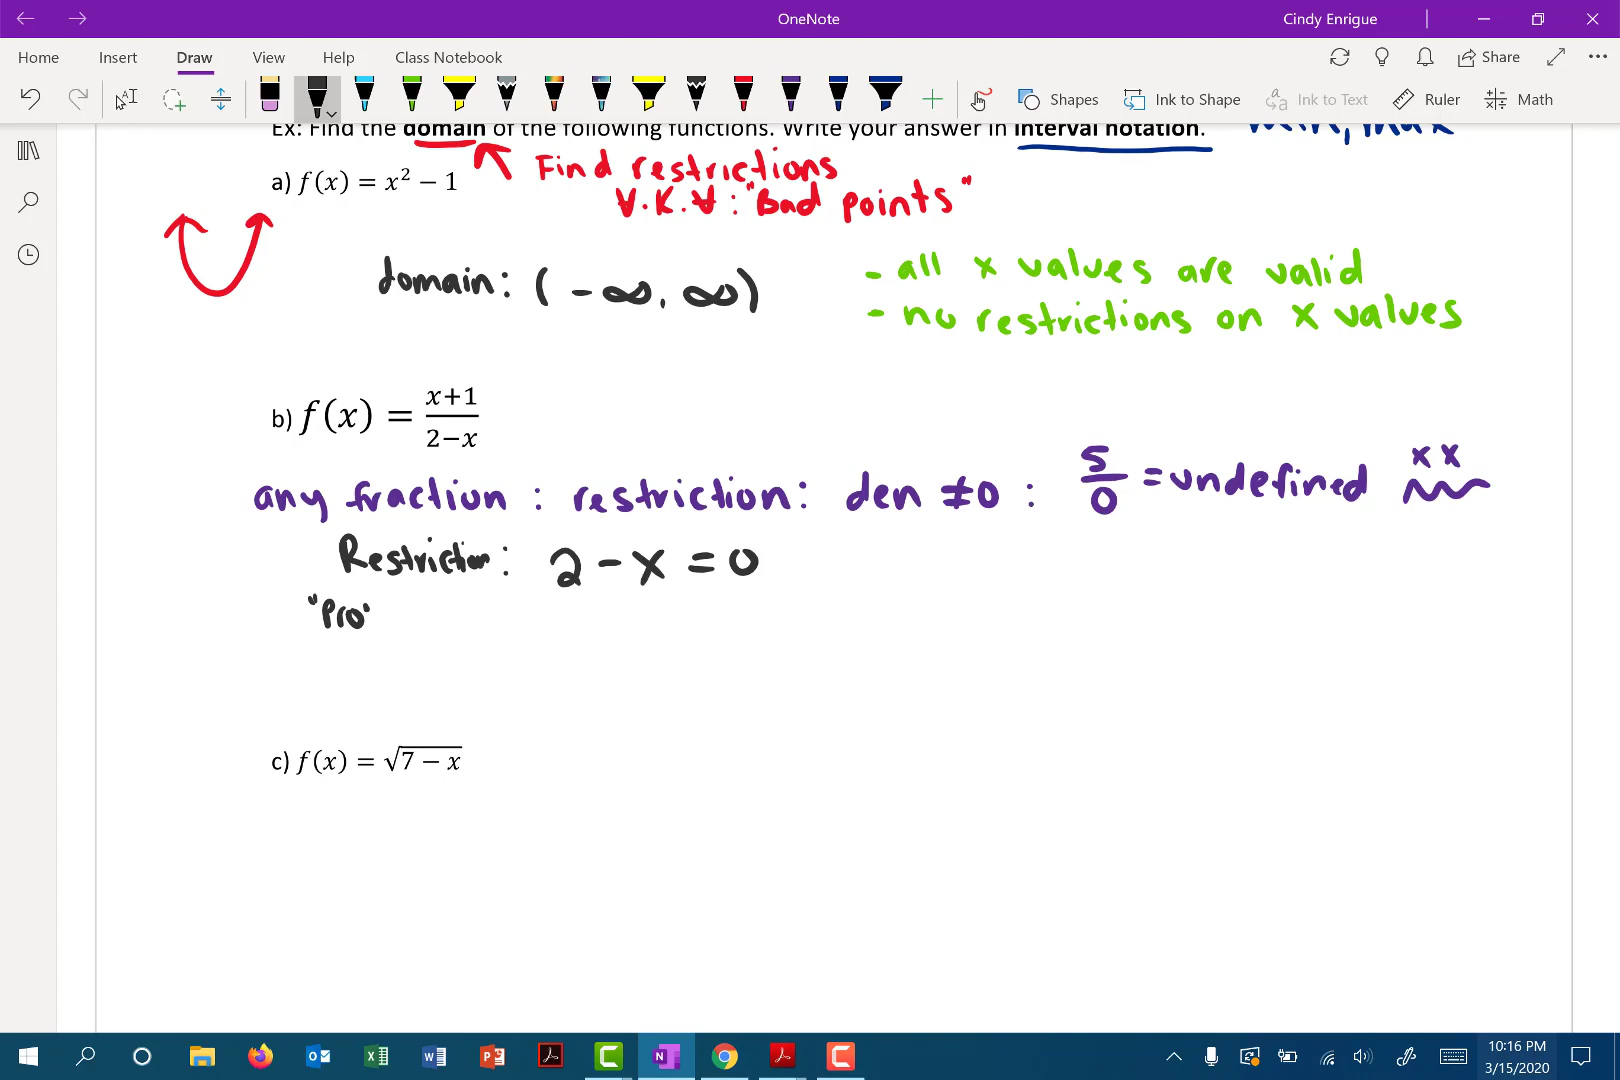 OneNote
Cindy Enrigue
Home Insert Draw View Help Class Notebook
Share
Shapes Ink to Shape Ink to Text Ruler Math
Ex: Find the domain of the following functions. Write your answer in interval notation. min, max
Find restrictions
a) f(x) = x² − 1
A.K.A: "Bad points"
domain: (-∞, ∞)
- all x values are valid
- no restrictions on x values
b) f(x) = \frac{x+1}{2−x}
any fraction : restriction: den ≠0 : 5/0 = undefined x x
Restriction: 2 - x = 0
"Pro"
c) f(x) = √(7 − x)
10:16 PM
3/15/2020